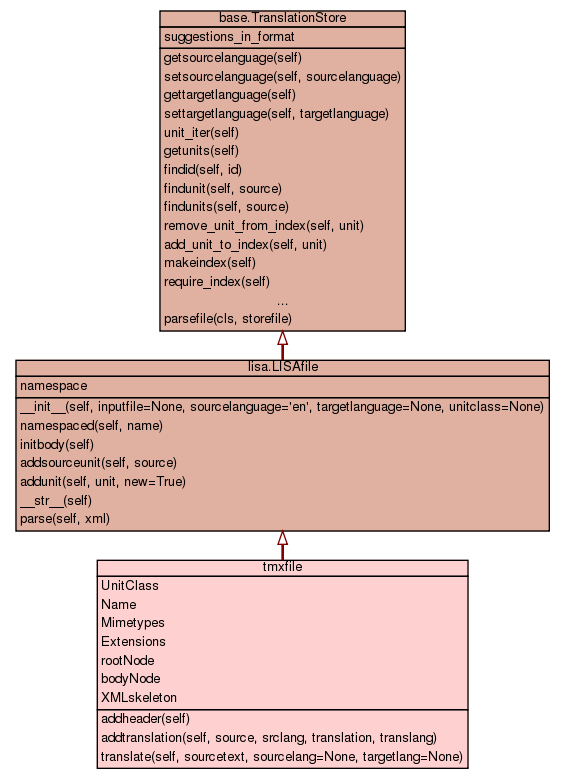 base.TranslationStore
suggestions_in_format
getsourcelanguage(self)
setsourcelanguage(self, sourcelanguage)
gettargetlanguage(self)
settargetlanguage(self, targetlanguage)
unit_iter(self)
getunits(self)
findid(self, id)
findunit(self, source)
findunits(self, source)
remove_unit_from_index(self, unit)
add_unit_to_index(self, unit)
makeindex(self)
require_index(self)
...
parsefile(cls, storefile)
lisa.LISAfile
namespace
__init__(self, inputfile=None, sourcelanguage='en', targetlanguage=None, unitclass=None)
namespaced(self, name)
initbody(self)
addsourceunit(self, source)
addunit(self, unit, new=True)
__str__(self)
parse(self, xml)
tmxfile
UnitClass
Name
Mimetypes
Extensions
rootNode
bodyNode
XMLskeleton
addheader(self)
addtranslation(self, source, srclang, translation, translang)
translate(self, sourcetext, sourcelang=None, targetlang=None)